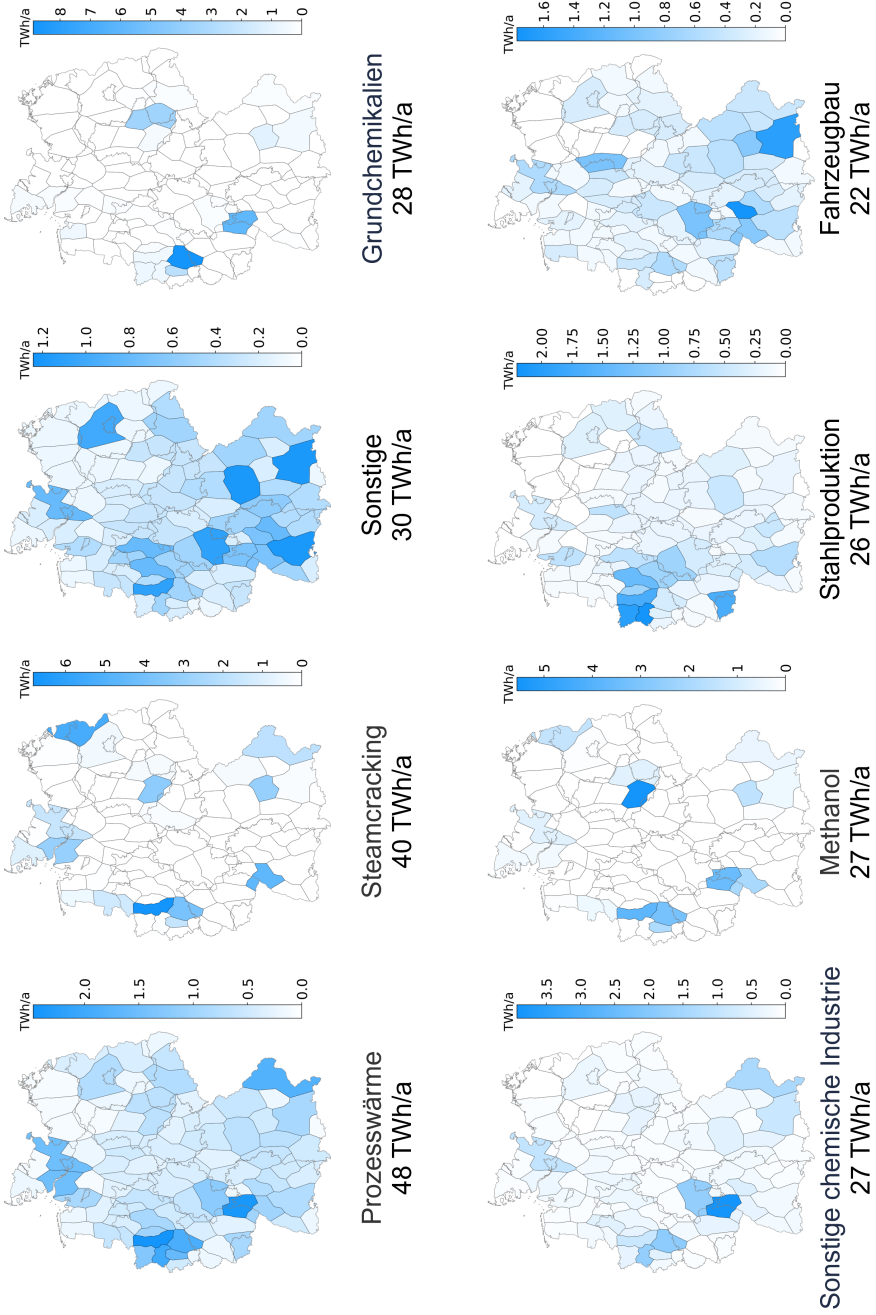 TWh/a
2.0
1.5
1.0
0.5
0.0
Prozesswärme
48 TWh/a
TWh/a
6
5
4
3
2
1
0
Steamcracking
40 TWh/a
TWh/a
1.2
1.0
0.8
0.6
0.4
0.2
0.0
Sonstige
30 TWh/a
TWh/a
8
7
6
5
4
3
2
1
0
Grundchemikalien
28 TWh/a
TWh/a
3.5
3.0
2.5
2.0
1.5
1.0
0.5
0.0
Sonstige chemische Industrie
27 TWh/a
TWh/a
5
4
3
2
1
0
Methanol
27 TWh/a
TWh/a
2.00
1.75
1.50
1.25
1.00
0.75
0.50
0.25
0.00
Stahlproduktion
26 TWh/a
TWh/a
1.6
1.4
1.2
1.0
0.8
0.6
0.4
0.2
0.0
Fahrzeugbau
22 TWh/a